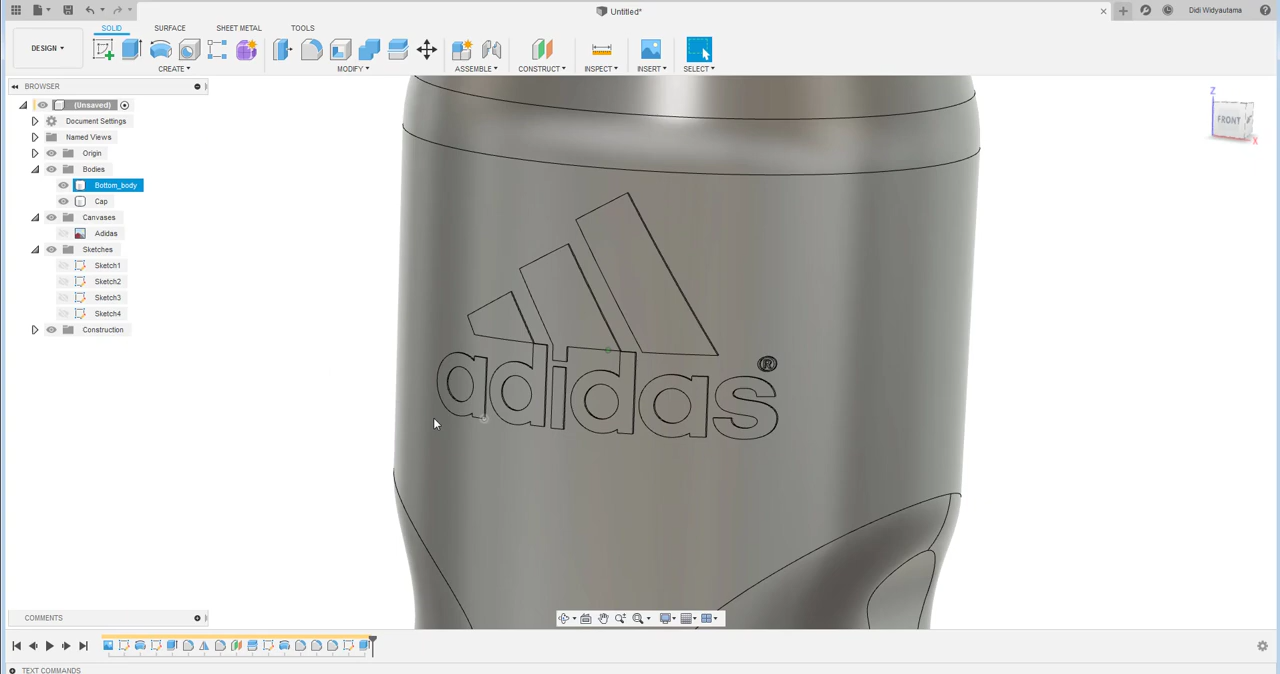 Untitled*
Didi Widyautama
SOLID SURFACE SHEET METAL TOOLS
DESIGN
CREATE MODIFY ASSEMBLE CONSTRUCT INSPECT INSERT SELECT
BROWSER
(Unsaved)
Document Settings
Named Views
Origin
Bodies
Bottom_body
Cap
Canvases
Adidas
Sketches
Sketch1
Sketch2
Sketch3
Sketch4
Construction
Z
FRONT
X
adidas®
COMMENTS
TEXT COMMANDS